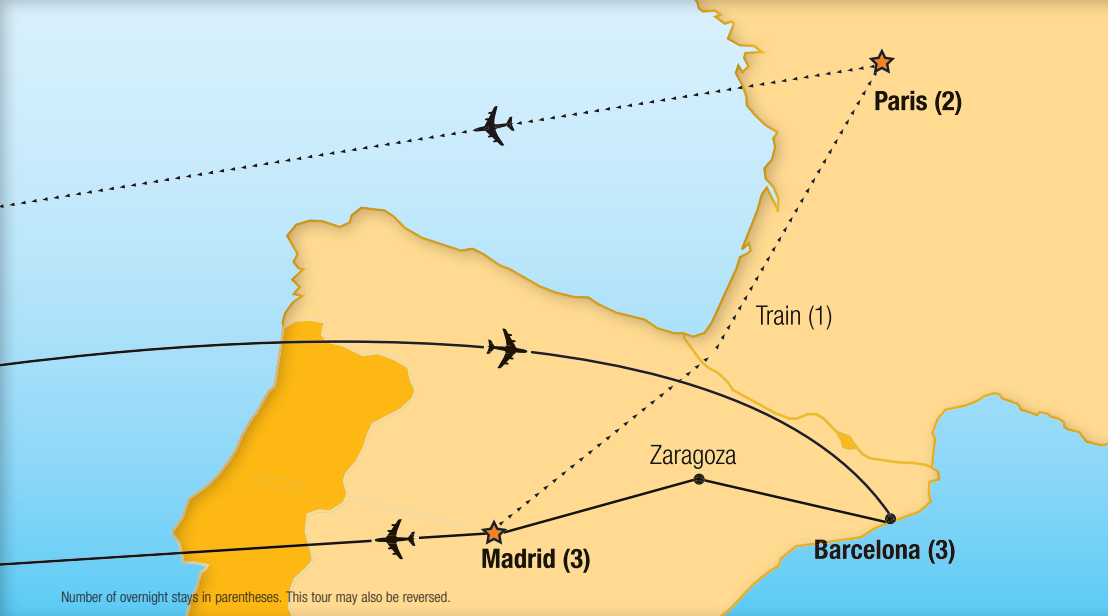 Paris (2)
Train (1)
Zaragoza
Madrid (3)
Barcelona (3)
Number of overnight stays in parentheses. This tour may also be reversed.